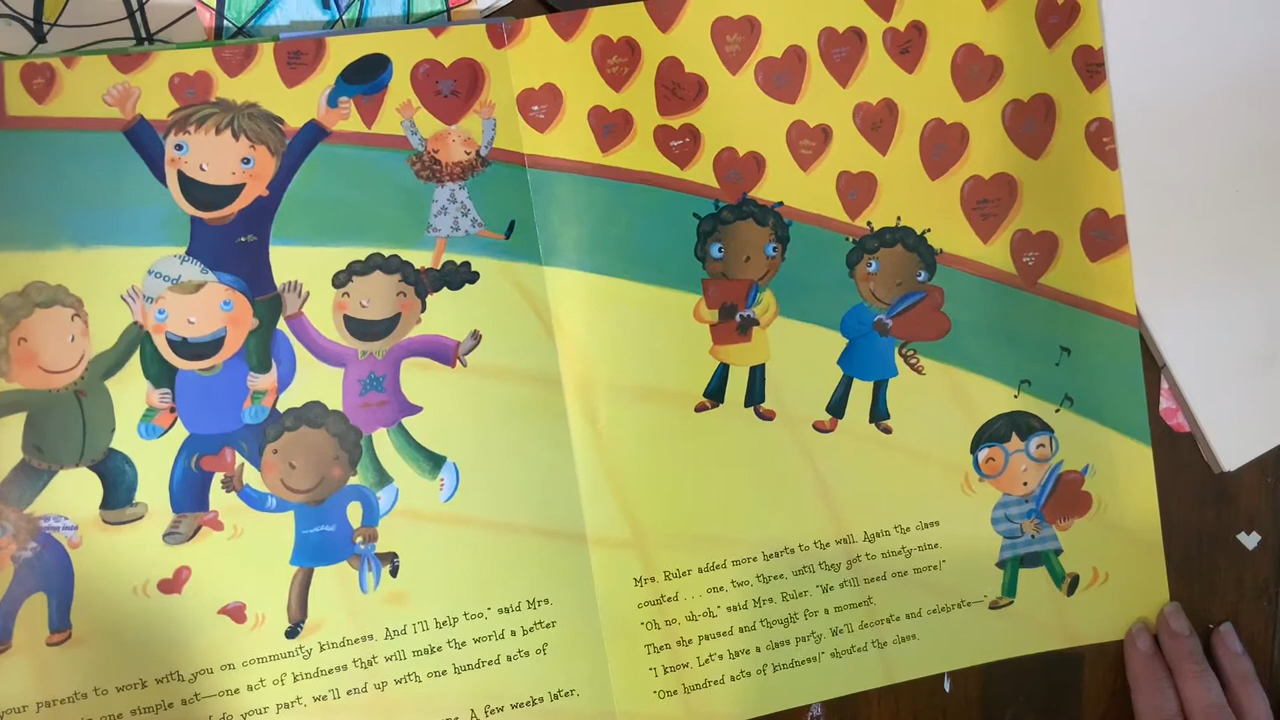 iping
wood
en
your parents to work with you on community kindness. And I'll help too," said Mrs.
one simple act—one act of kindness that will make the world a better
do your part, we'll end up with one hundred acts of
A few weeks later,
Mrs. Ruler added more hearts to the wall. Again the class
counted . . . one, two, three, until they got to ninety-nine.
"Oh no, uh-oh," said Mrs. Ruler. "We still need one more!"
Then she paused and thought for a moment.
"I know. Let's have a class party. We'll decorate and celebrate—"
"One hundred acts of kindness!" shouted the class.